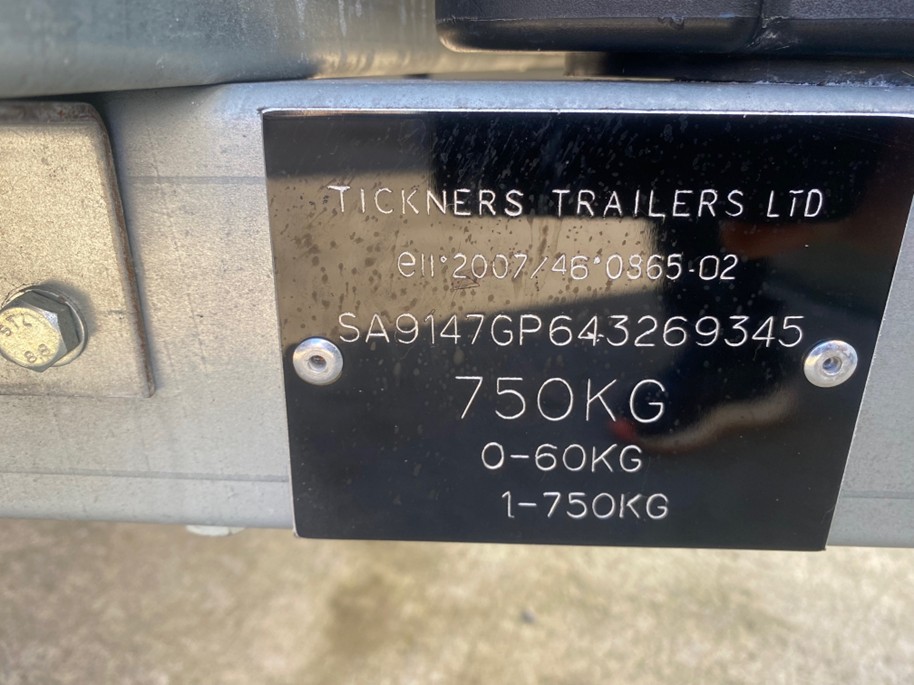 TICKNERS TRAILERS LTD
e11*2007/46*0365-02
SA9147GP643269345
750KG
0-60KG
1-750KG